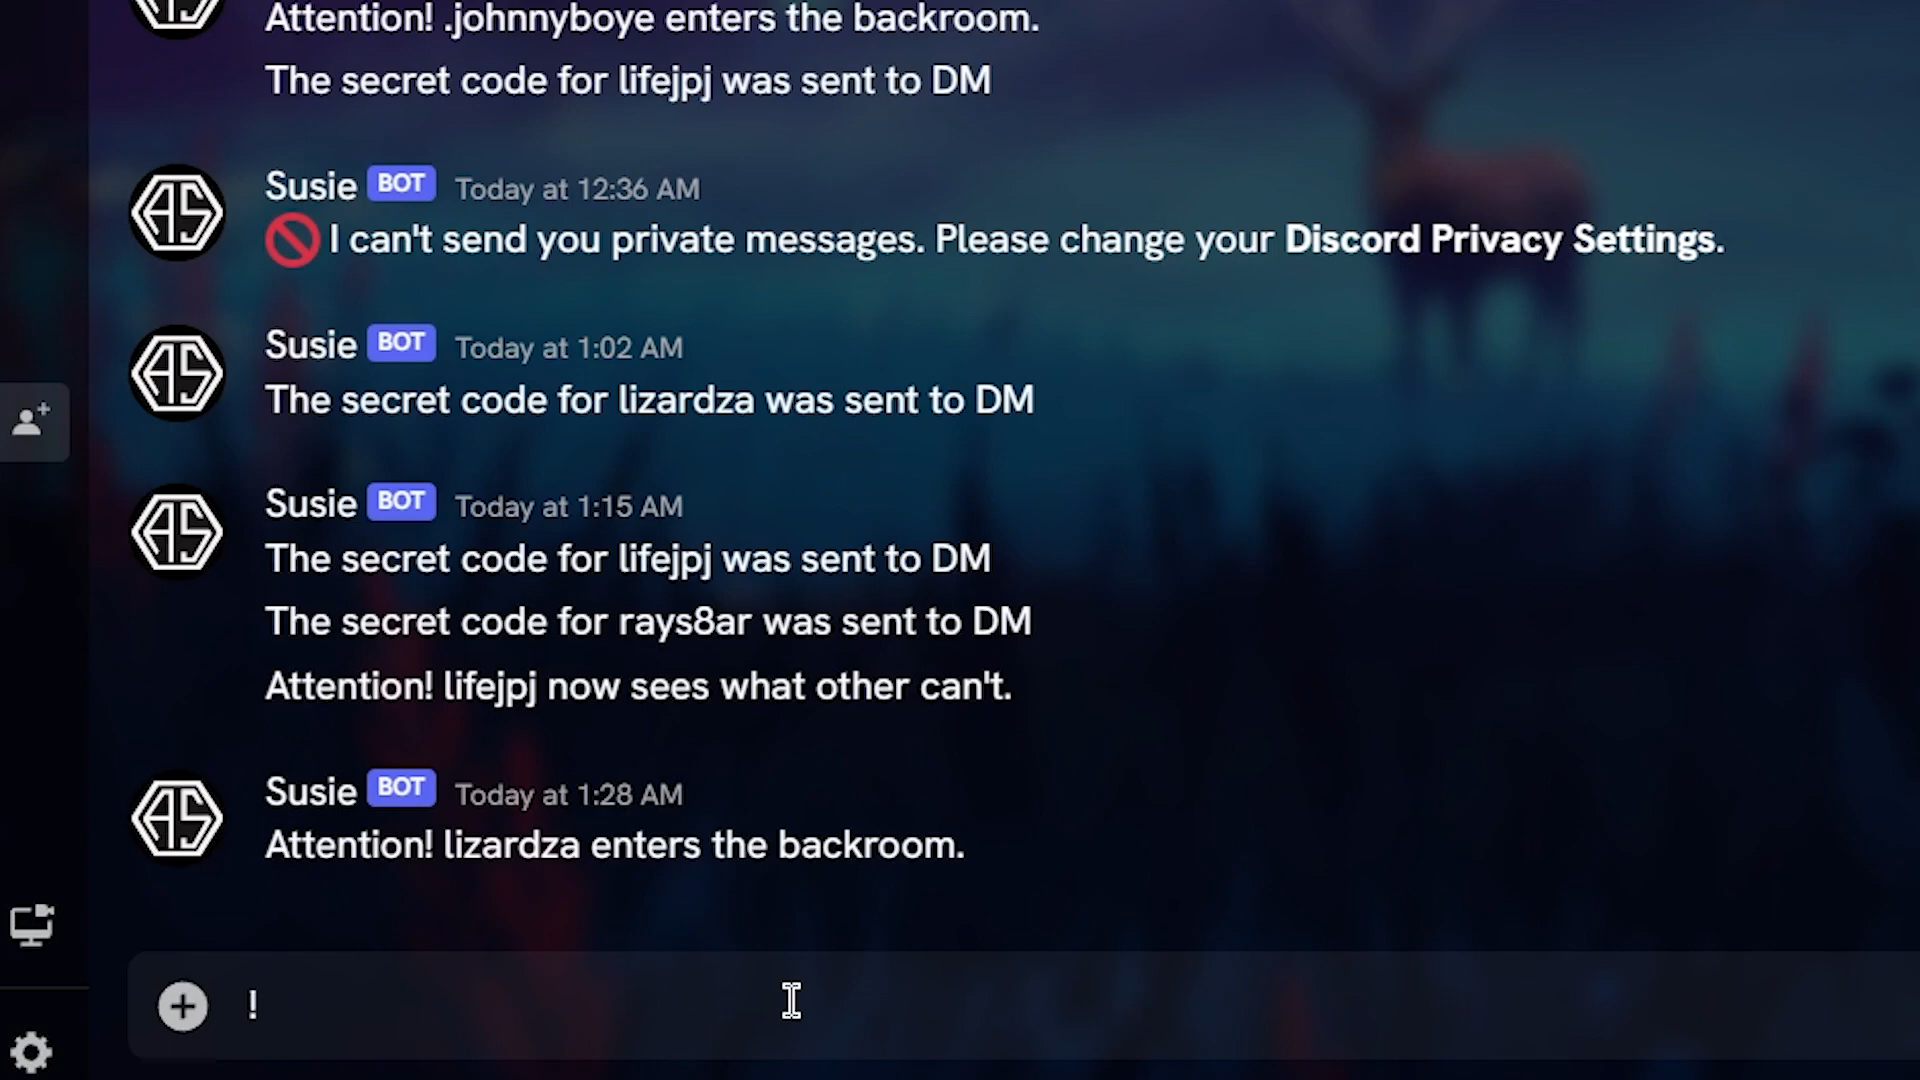 Attention! .johnnyboye enters the backroom.
The secret code for lifejpj was sent to DM
Susie BOT Today at 12:36 AM
🚫 I can't send you private messages. Please change your Discord Privacy Settings.
AS
Susie BOT Today at 1:02 AM
The secret code for lizardza was sent to DM
AS
Susie BOT Today at 1:15 AM
The secret code for lifejpj was sent to DM
AS
The secret code for rays8ar was sent to DM
Attention! lifejpj now sees what other can't.
Susie BOT Today at 1:28 AM
Attention! lizardza enters the backroom.
AS
!